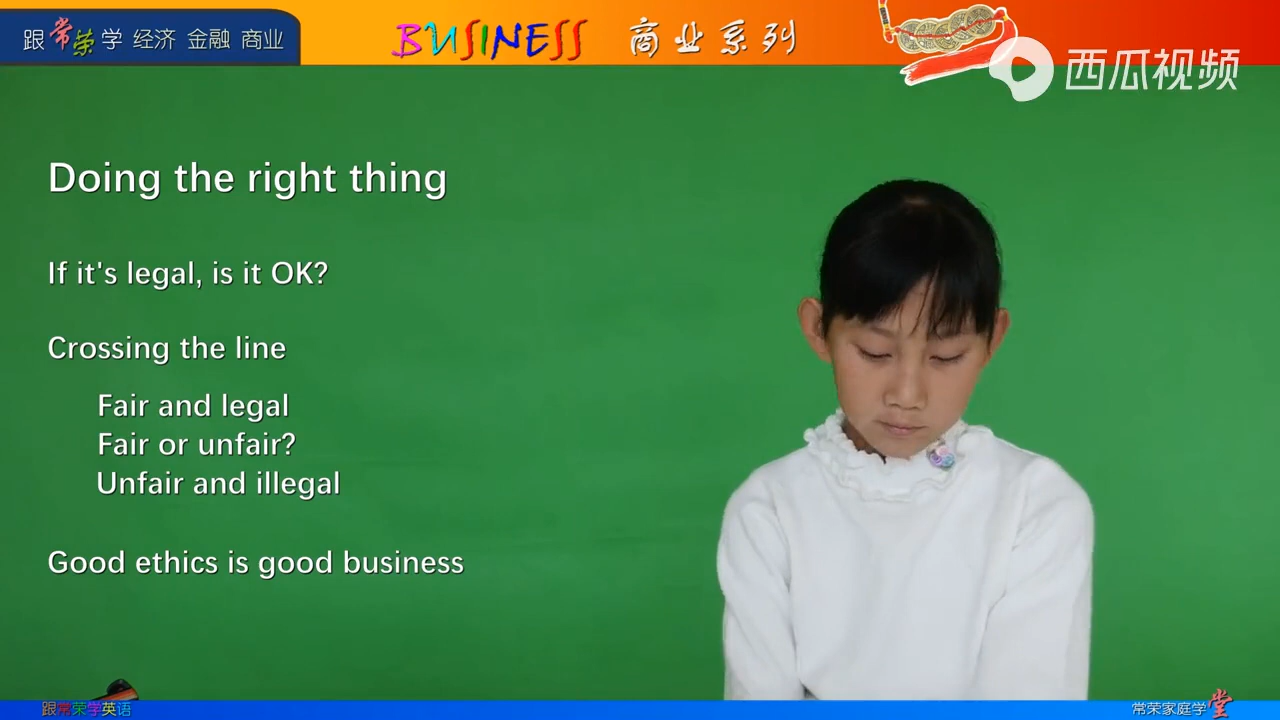 跟常荣学 经济 金融 商业
BUSINESS 商业系列
西瓜视频
Doing the right thing
If it's legal, is it OK?
Crossing the line
Fair and legal
Fair or unfair?
Unfair and illegal
Good ethics is good business
跟常荣学英语
常荣家庭学堂